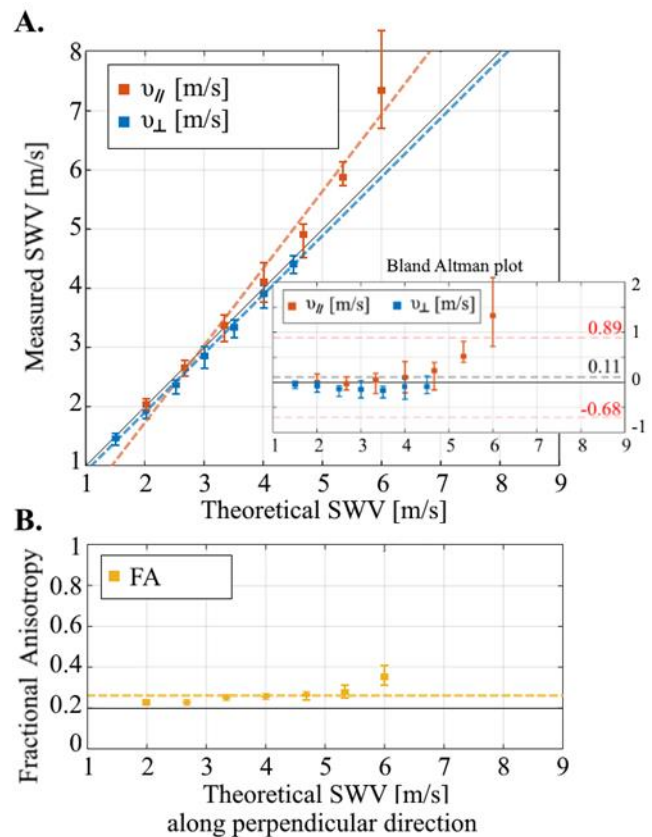 A.
Measured SWV [m/s]
8
7
6
5
4
3
2
1
υ// [m/s]
υ⊥ [m/s]
1 2 3 4 5 6 7 8 9
Theoretical SWV [m/s]
Bland Altman plot
υ// [m/s] υ⊥ [m/s]
2
0.89
1
0.11
0
-0.68
-1
1 2 3 4 5 6 7 8 9
B.
Fractional Anisotropy
1
0.8
0.6
0.4
0.2
0
FA
1 2 3 4 5 6 7 8 9
Theoretical SWV [m/s]
along perpendicular direction